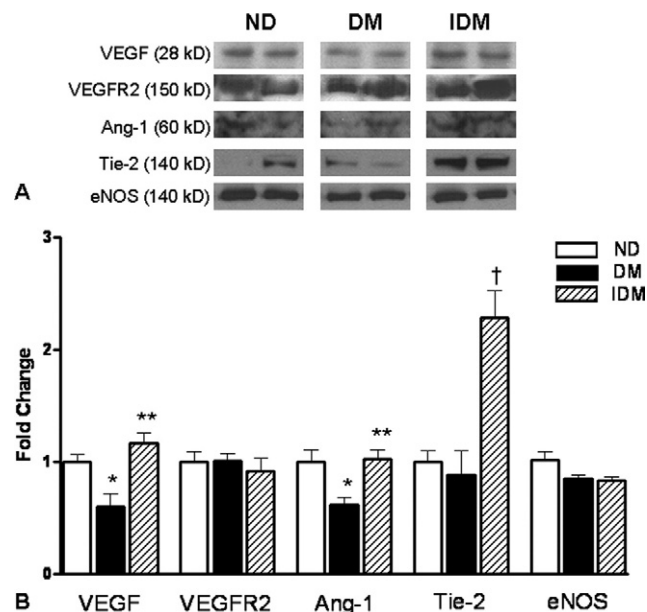 ND DM IDM
VEGF (28 kD)
VEGFR2 (150 kD)
Ang-1 (60 kD)
Tie-2 (140 kD)
A eNOS (140 kD)
3
2
1
0
Fold Change
ND
DM
IDM
* ** * ** †
B VEGF VEGFR2 Ang-1 Tie-2 eNOS